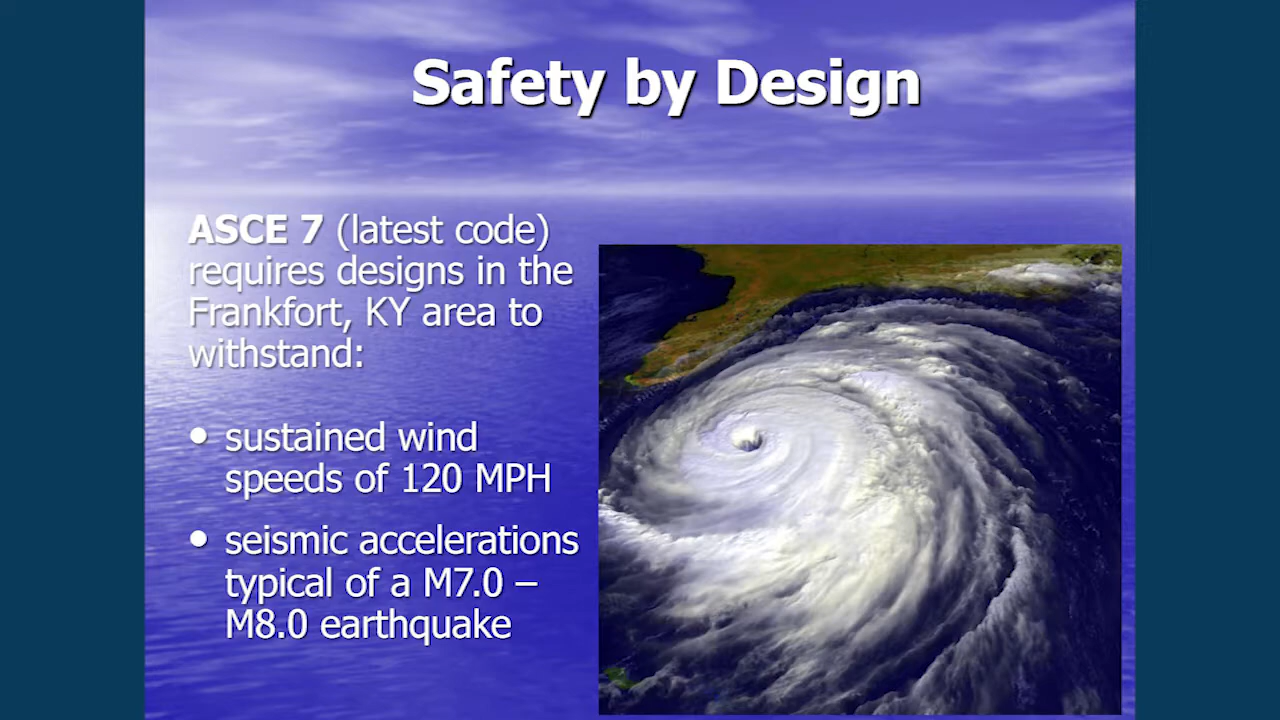 Safety by Design
ASCE 7 (latest code)
requires designs in the
Frankfort, KY area to
withstand:
• sustained wind
speeds of 120 MPH
• seismic accelerations
typical of a M7.0 –
M8.0 earthquake